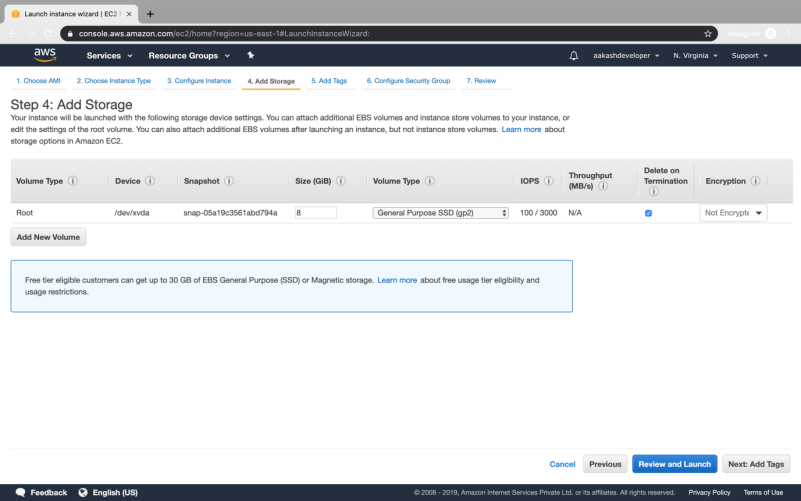 Launch instance wizard | EC2
console.aws.amazon.com/ec2/home?region=us-east-1#LaunchInstanceWizard:
Incognito
aws
Services
Resource Groups
aakashdeveloper
N. Virginia
Support
1. Choose AMI
2. Choose Instance Type
3. Configure Instance
4. Add Storage
5. Add Tags
6. Configure Security Group
7. Review
Step 4: Add Storage
Your instance will be launched with the following storage device settings. You can attach additional EBS volumes and instance store volumes to your instance, or
edit the settings of the root volume. You can also attach additional EBS volumes after launching an instance, but not instance store volumes. Learn more about
storage options in Amazon EC2.
Volume Type
Device
Snapshot
Size (GiB)
Volume Type
IOPS
Throughput
(MB/s)
Delete on
Termination
Encryption
Root
/dev/xvda
snap-05a19c3561abd794a
8
General Purpose SSD (gp2)
100 / 3000
N/A
Not Encrypte
Add New Volume
Free tier eligible customers can get up to 30 GB of EBS General Purpose (SSD) or Magnetic storage. Learn more about free usage tier eligibility and
usage restrictions.
Cancel
Previous
Review and Launch
Next: Add Tags
Feedback
English (US)
© 2008 - 2019, Amazon Internet Services Private Ltd. or its affiliates. All rights reserved.
Privacy Policy
Terms of Use